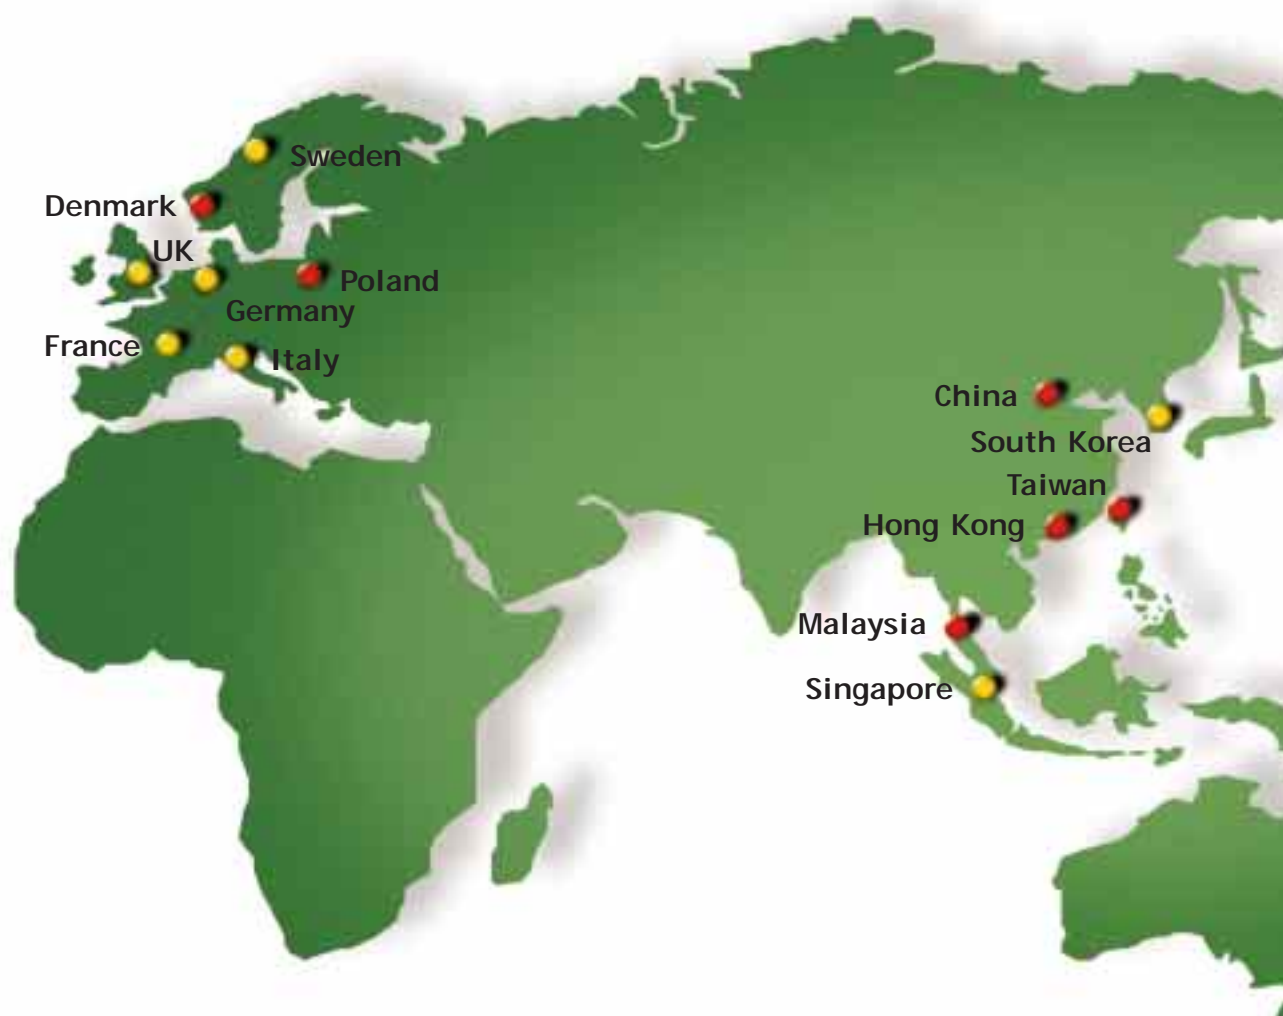 Sweden
Denmark
UK
Poland
Germany
France
Italy
China
South Korea
Taiwan
Hong Kong
Malaysia
Singapore